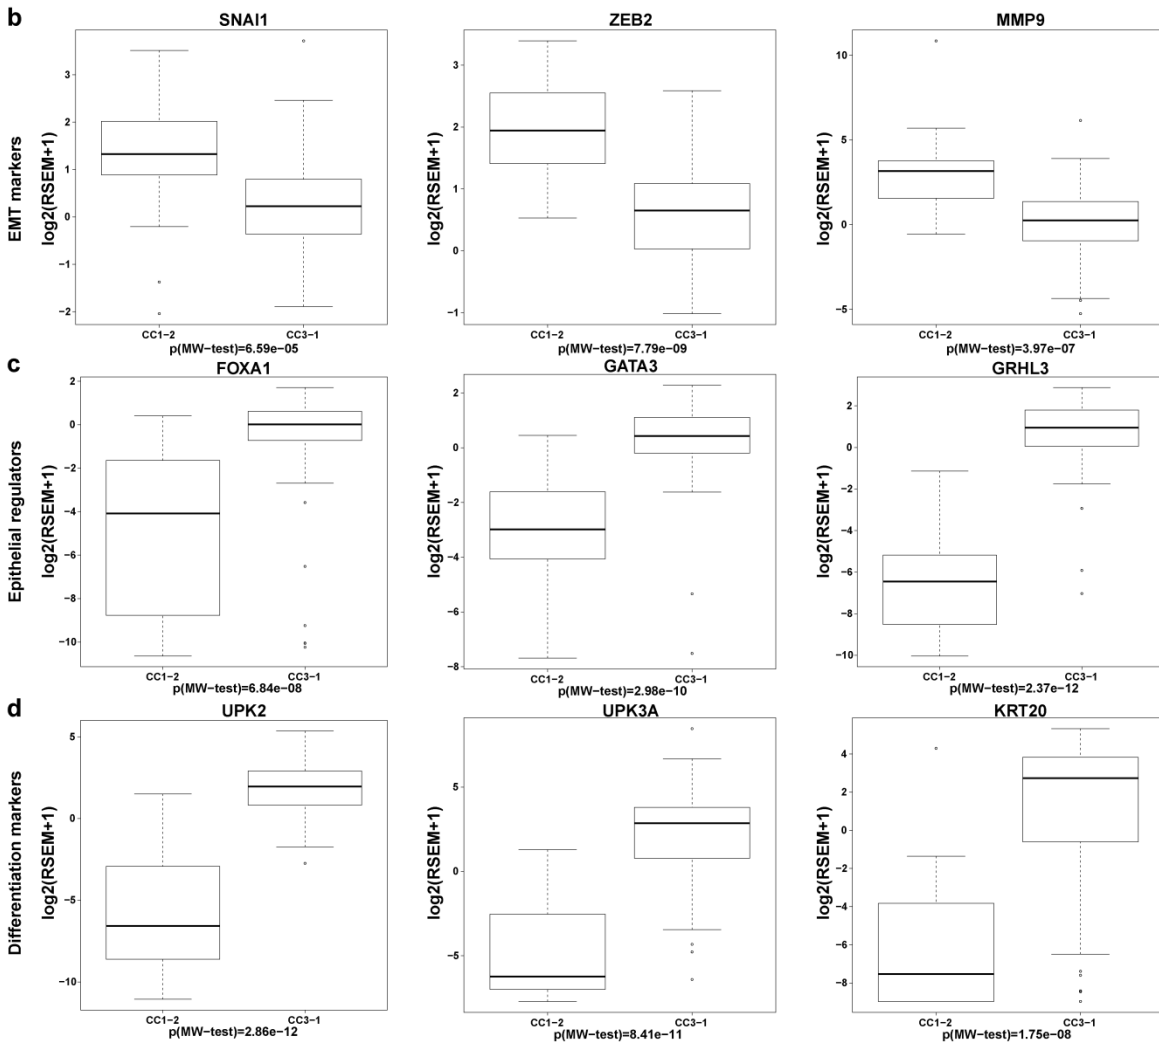 b
SNAI1
ZEB2
MMP9
EMT markers
log2(RSEM+1)
3
2
1
0
−1
−2
CC1−2
CC3−1
p(MW−test)=6.59e−05
log2(RSEM+1)
3
2
1
0
−1
CC1−2
CC3−1
p(MW−test)=7.79e−09
log2(RSEM+1)
10
5
0
−5
CC1−2
CC3−1
p(MW−test)=3.97e−07
c
FOXA1
GATA3
GRHL3
Epithelial regulators
log2(RSEM+1)
2
0
−2
−4
−6
−8
−10
CC1−2
CC3−1
p(MW−test)=6.84e−08
log2(RSEM+1)
2
0
−2
−4
−6
−8
CC1−2
CC3−1
p(MW−test)=2.98e−10
log2(RSEM+1)
2
0
−2
−4
−6
−8
−10
CC1−2
CC3−1
p(MW−test)=2.37e−12
d
UPK2
UPK3A
KRT20
Differentiation markers
log2(RSEM+1)
5
0
−5
−10
CC1−2
CC3−1
p(MW−test)=2.86e−12
log2(RSEM+1)
5
0
−5
CC1−2
CC3−1
p(MW−test)=8.41e−11
log2(RSEM+1)
4
2
0
−2
−4
−6
−8
CC1−2
CC3−1
p(MW−test)=1.75e−08